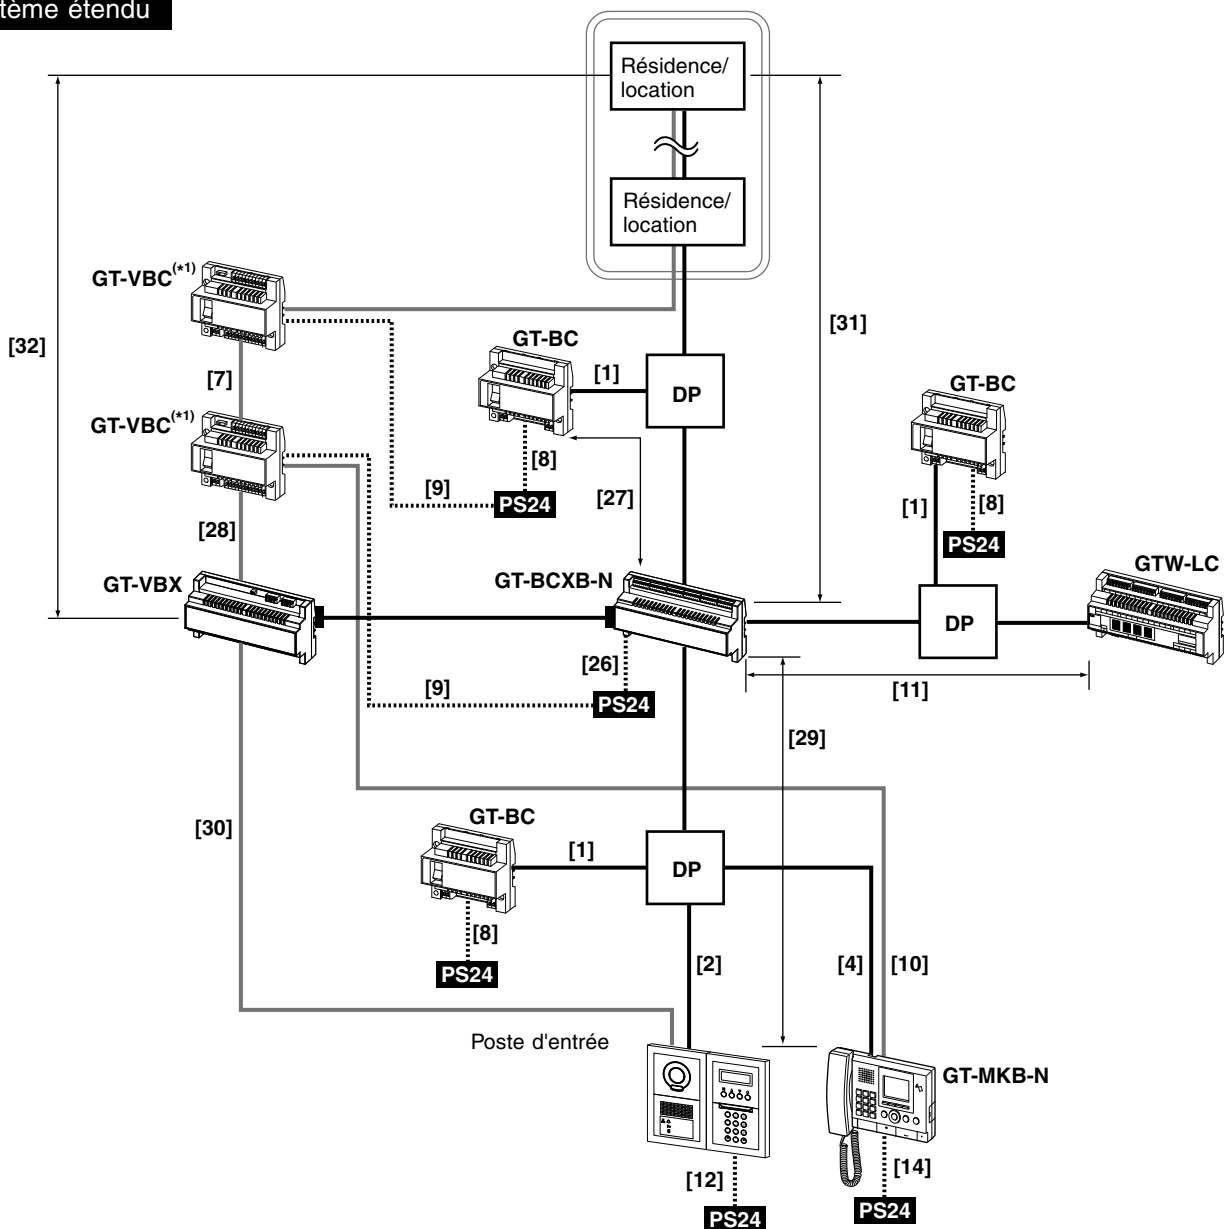 tème étendu
Résidence/
location
Résidence/
location
GT-VBC(*1)
[32]
[31]
GT-BC
[7]
[1]
DP
GT-BC
GT-VBC(*1)
[8]
[9]
PS24
[27]
[1]
[8]
PS24
[28]
GT-VBX
GT-BCXB-N
GTW-LC
DP
[26]
[9]
PS24
[11]
[29]
GT-BC
[30]
[1]
DP
[8]
PS24
[2]
[4]
[10]
Poste d'entrée
GT-MKB-N
[12]
PS24
[14]
PS24